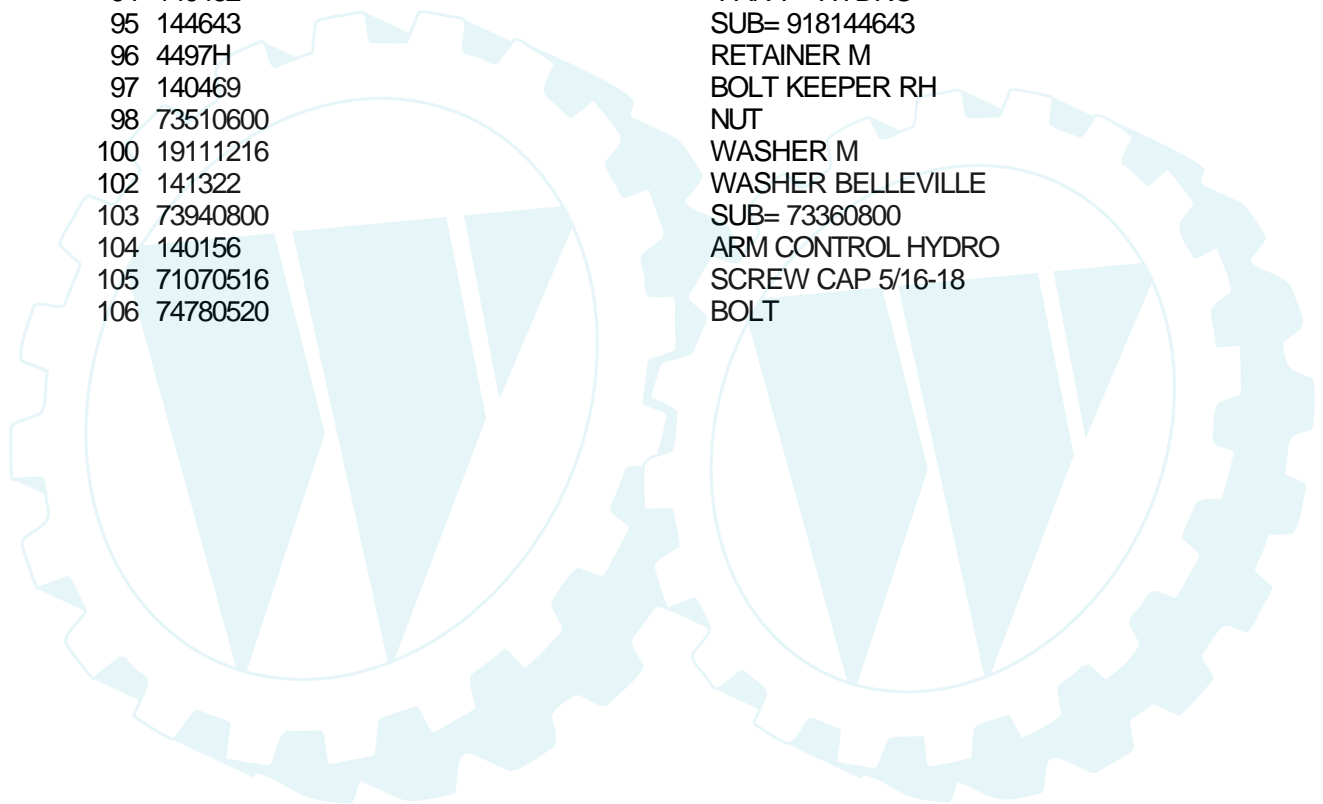 95 144643 SUB= 918144643
96 4497H RETAINER M
97 140469 BOLT KEEPER RH
98 73510600 NUT
100 19111216 WASHER M
102 141322 WASHER BELLEVILLE
103 73940800 SUB= 73360800
104 140156 ARM CONTROL HYDRO
105 71070516 SCREW CAP 5/16-18
106 74780520 BOLT